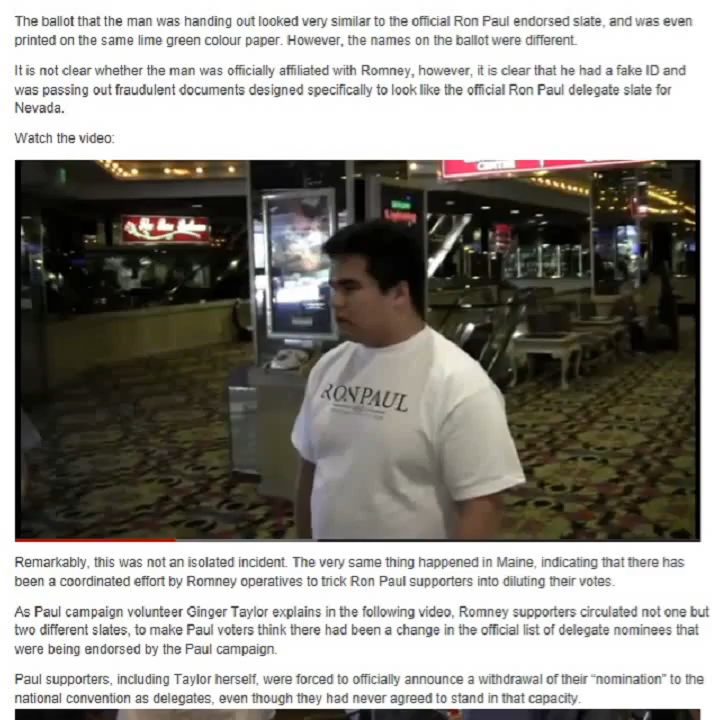 The ballot that the man was handing out looked very similar to the official Ron Paul endorsed slate, and was even
printed on the same lime green colour paper. However, the names on the ballot were different.
It is not clear whether the man was officially affiliated with Romney, however, it is clear that he had a fake ID and
was passing out fraudulent documents designed specifically to look like the official Ron Paul delegate slate for
Nevada.
Watch the video:
RON PAUL
Remarkably, this was not an isolated incident. The very same thing happened in Maine, indicating that there has
been a coordinated effort by Romney operatives to trick Ron Paul supporters into diluting their votes.
As Paul campaign volunteer Ginger Taylor explains in the following video, Romney supporters circulated not one but
two different slates, to make Paul voters think there had been a change in the official list of delegate nominees that
were being endorsed by the Paul campaign.
Paul supporters, including Taylor herself, were forced to officially announce a withdrawal of their "nomination" to the
national convention as delegates, even though they had never agreed to stand in that capacity.